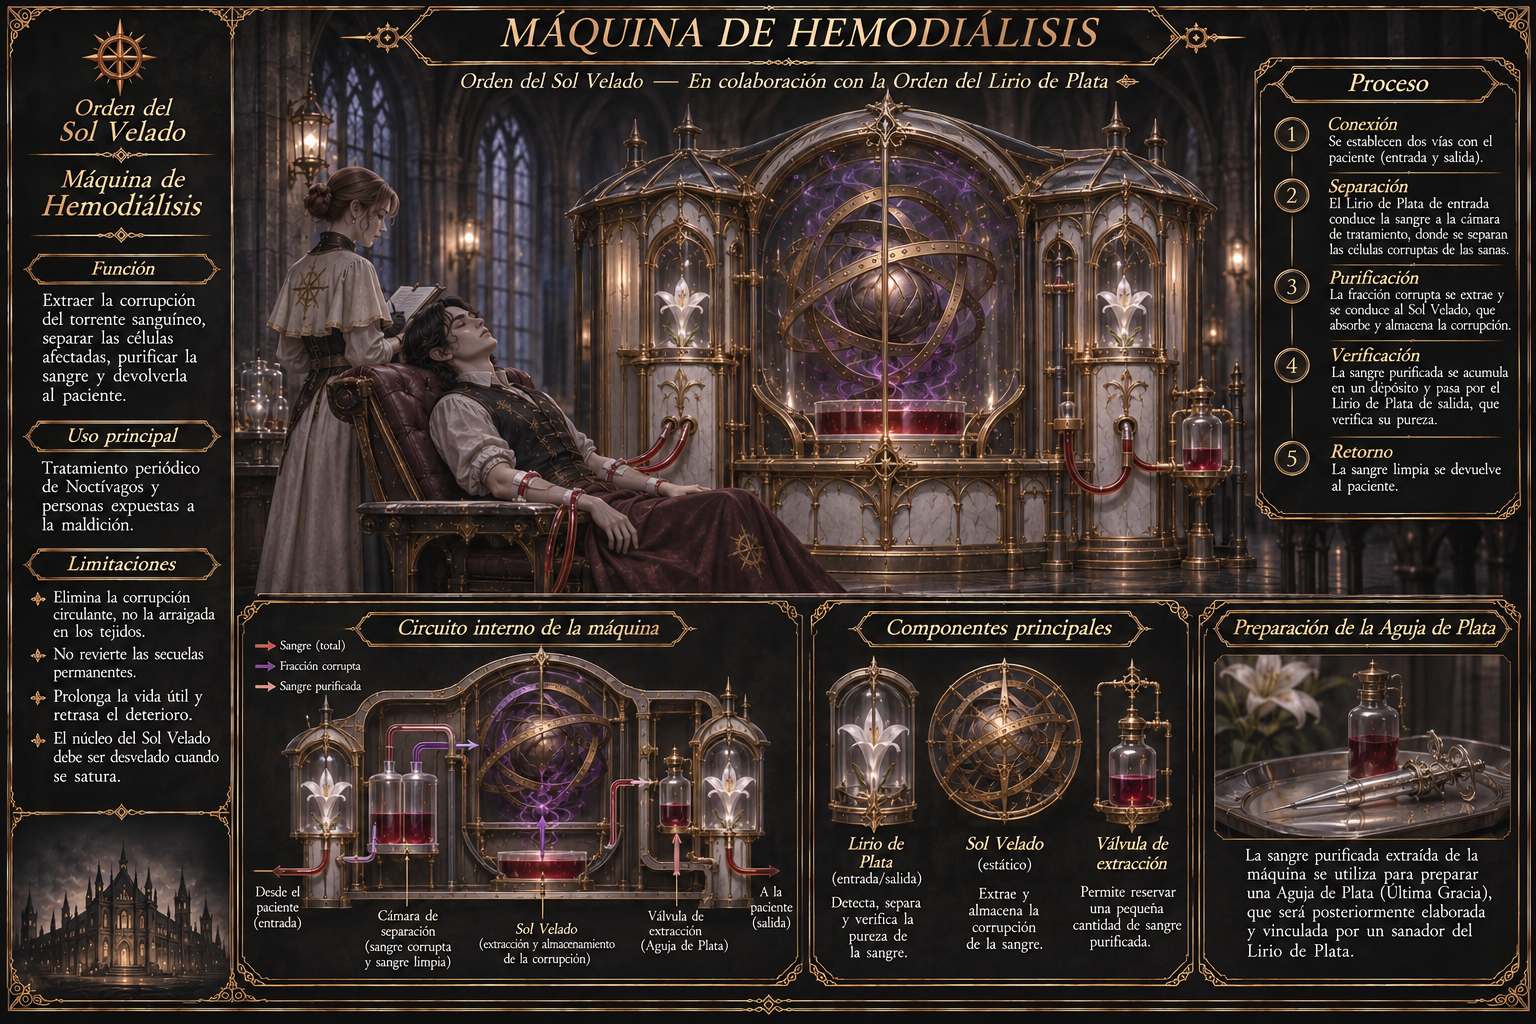 MÁQUINA DE HEMODIÁLISIS
Orden del Sol Velado — En colaboración con la Orden del Lirio de Plata
Orden del
Sol Velado
Máquina de
Hemodiálisis
Función
Extraer la corrupción
del torrente sanguíneo,
separar las células
afectadas, purificar la
sangre y devolverla
al paciente.
Uso principal
Tratamiento periódico
de Noctívagos y
personas expuestas a
la maldición.
Limitaciones
Elimina la corrupción
circulante, no la arraigada
en los tejidos.
No revierte las secuelas
permanentes.
Prolonga la vida útil y
retrasa el deterioro.
El núcleo del Sol Velado
debe ser desvelado cuando
se satura.
Proceso
1
Conexión
Se establecen dos vías con el
paciente (entrada y salida).
2
Separación
El Lirio de Plata de entrada
conduce la sangre a la cámara
de tratamiento, donde se separan
las células corruptas de las sanas.
3
Purificación
La fracción corrupta se extrae y
se conduce al Sol Velado, que
absorbe y almacena la corrupción.
4
Verificación
La sangre purificada se acumula
en un depósito y pasa por el
Lirio de Plata de salida, que
verifica su pureza.
5
Retorno
La sangre limpia se devuelve
al paciente.
Circuito interno de la máquina
Sangre (total)
Fracción corrupta
Sangre purificada
Desde el
paciente
(entrada)
Cámara de
separación
(sangre corrupta
y sangre limpia)
Sol Velado
(extracción y almacenamiento
de la corrupción)
Válvula de
extracción
(Aguja de Plata)
A la
paciente
(salida)
Componentes principales
Lirio de
Plata
(entrada/salida)
Detecta, separa
y verifica la
pureza de
la sangre.
Sol Velado
(estático)
Extrae y
almacena la
corrupción
de la sangre.
Válvula de
extracción
Permite reservar
una pequeña
cantidad de sangre
purificada.
Preparación de la Aguja de Plata
La sangre purificada extraída de la
máquina se utiliza para preparar
una Aguja de Plata (Última Gracia),
que será posteriormente elaborada
y vinculada por un sanador del
Lirio de Plata.